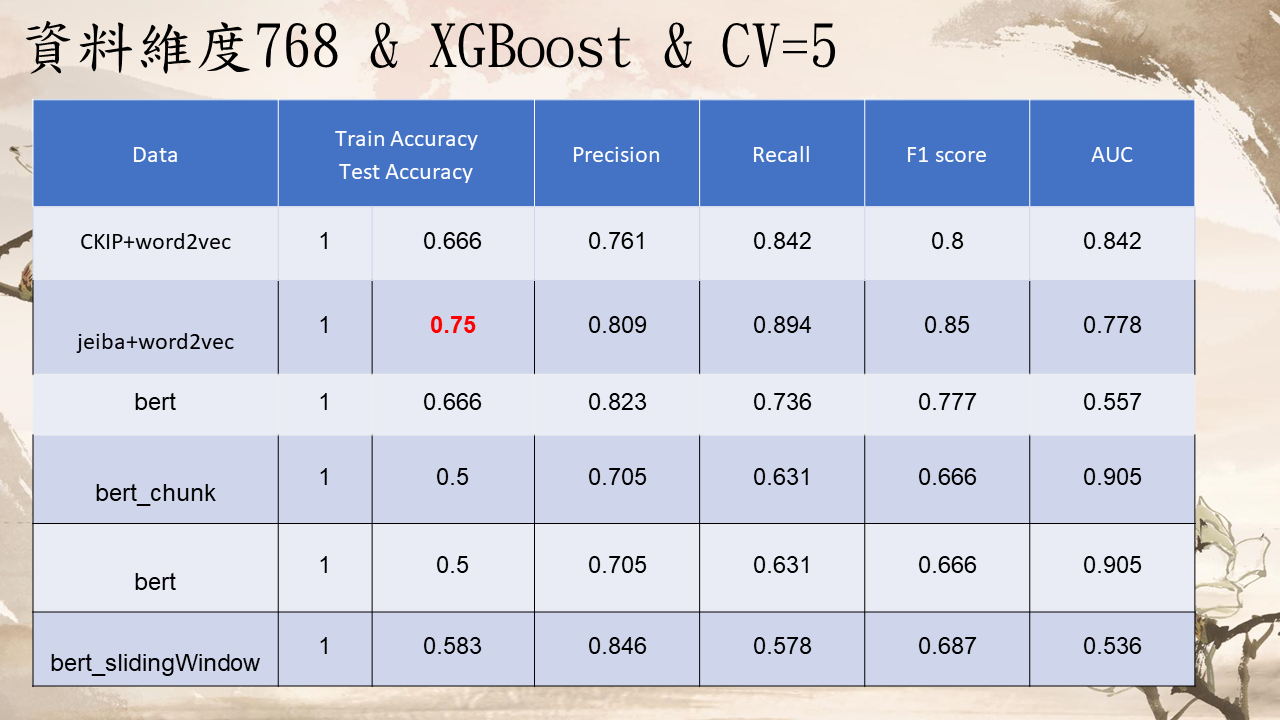 資料維度768 & XGBoost & CV=5
Data
Train Accuracy
Test Accuracy
Precision
Recall
F1 score
AUC
CKIP+word2vec
1
0.666
0.761
0.842
0.8
0.842
jeiba+word2vec
1
0.75
0.809
0.894
0.85
0.778
bert
1
0.666
0.823
0.736
0.777
0.557
bert_chunk
1
0.5
0.705
0.631
0.666
0.905
bert
1
0.5
0.705
0.631
0.666
0.905
bert_slidingWindow
1
0.583
0.846
0.578
0.687
0.536